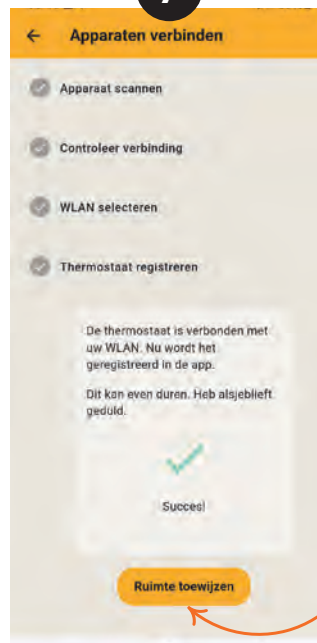 Apparaten verbinden
Apparaat scannen
Controleer verbinding
WLAN selecteren
Thermostaat registreren
De thermostaat is verbonden met
uw WLAN. Nu wordt het
geregistreerd in de app.
Dit kan even duren. Heb alsjeblieft
geduld.
Succes!
Ruimte toewijzen